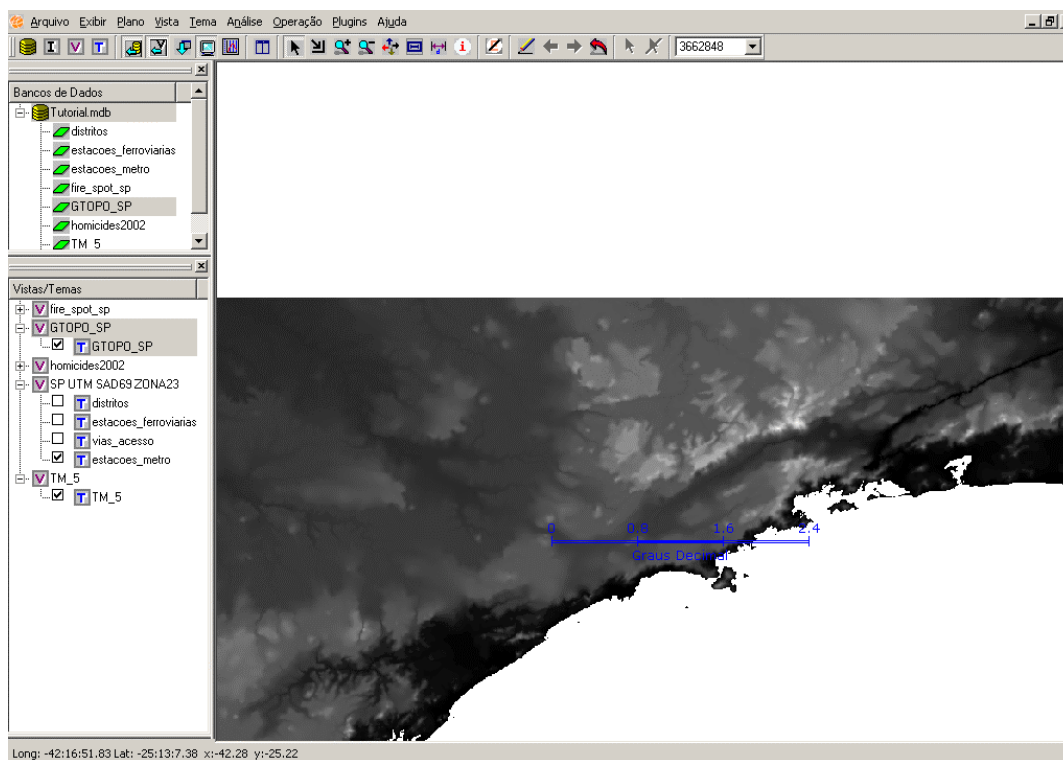 Arquivo Exibir Plano Vista Tema Análise Operação Plugins Ajuda
I V T 3662848
Bancos de Dados
Tutorial.mdb
distritos
estacoes_ferroviarias
estacoes_metro
fire_spot_sp
GTOPO_SP
homicides2002
TM_5
Vistas/Temas
V fire_spot_sp
V GTOPO_SP
T GTOPO_SP
V homicides2002
V SP UTM SAD69 ZONA23
T distritos
T estacoes_ferroviarias
T vias_acesso
T estacoes_metro
V TM_5
T TM_5
0 0.8 1.6 2.4
Graus Decimal
Long: -42:16:51.83 Lat: -25:13:7.38 x:-42.28 y:-25.22